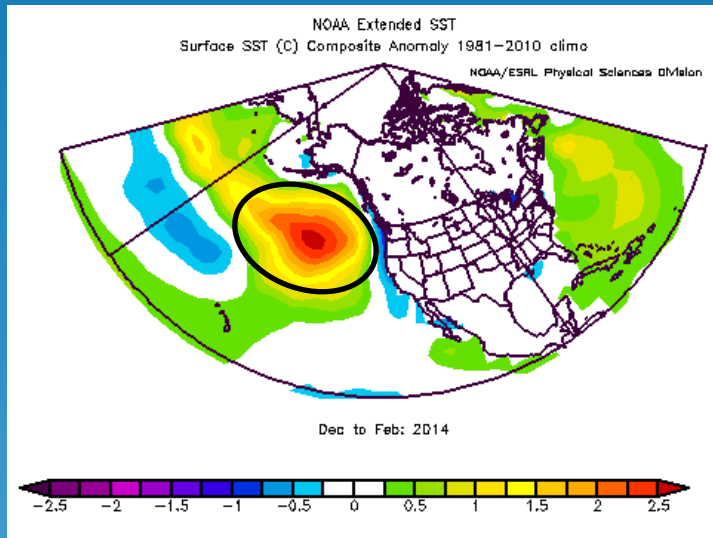 NOAA Extended SST
Surface SST (C) Composite Anomaly 1981-2010 climo
NOAA/ESRL Physical Sciences Division
Dec to Feb: 2014
-2.5 -2 -1.5 -1 -0.5 0 0.5 1 1.5 2 2.5